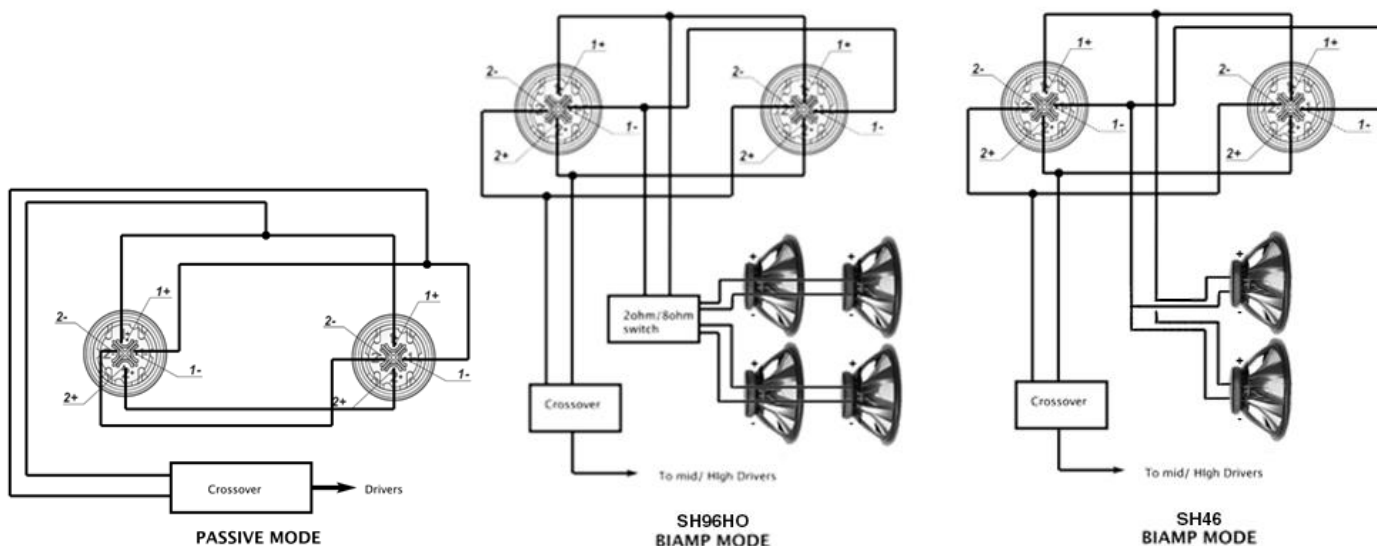 1+
2-
1-
2+
1+
2-
1-
2+
Crossover
Drivers
PASSIVE MODE
1+
2-
1-
2+
1+
2-
1-
2+
+
+
-
-
2ohm/8ohm
switch
+
+
-
-
Crossover
To mid/ HIgh Drivers
SH96HO
BIAMP MODE
1+
2-
1-
2+
1+
2-
1-
2+
+
-
+
-
Crossover
To mid/ HIgh Drivers
SH46
BIAMP MODE